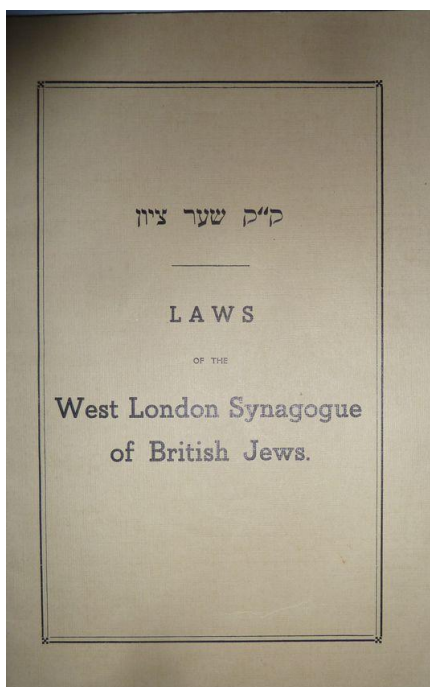 ק“ק שער ציון
LAWS
OF THE
West London Synagogue
of British Jews.